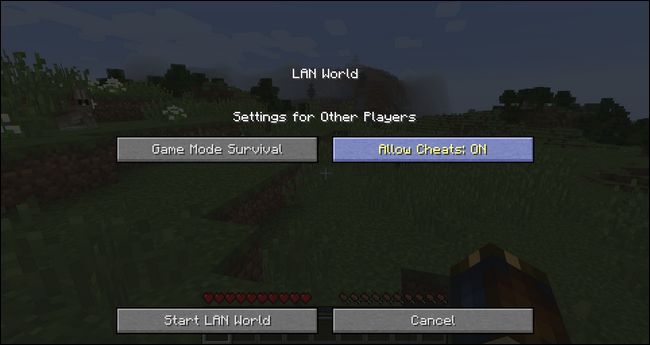 LAN World
Settings for Other Players
Game Mode Survival
Allow Cheats: ON
Start LAN World
Cancel